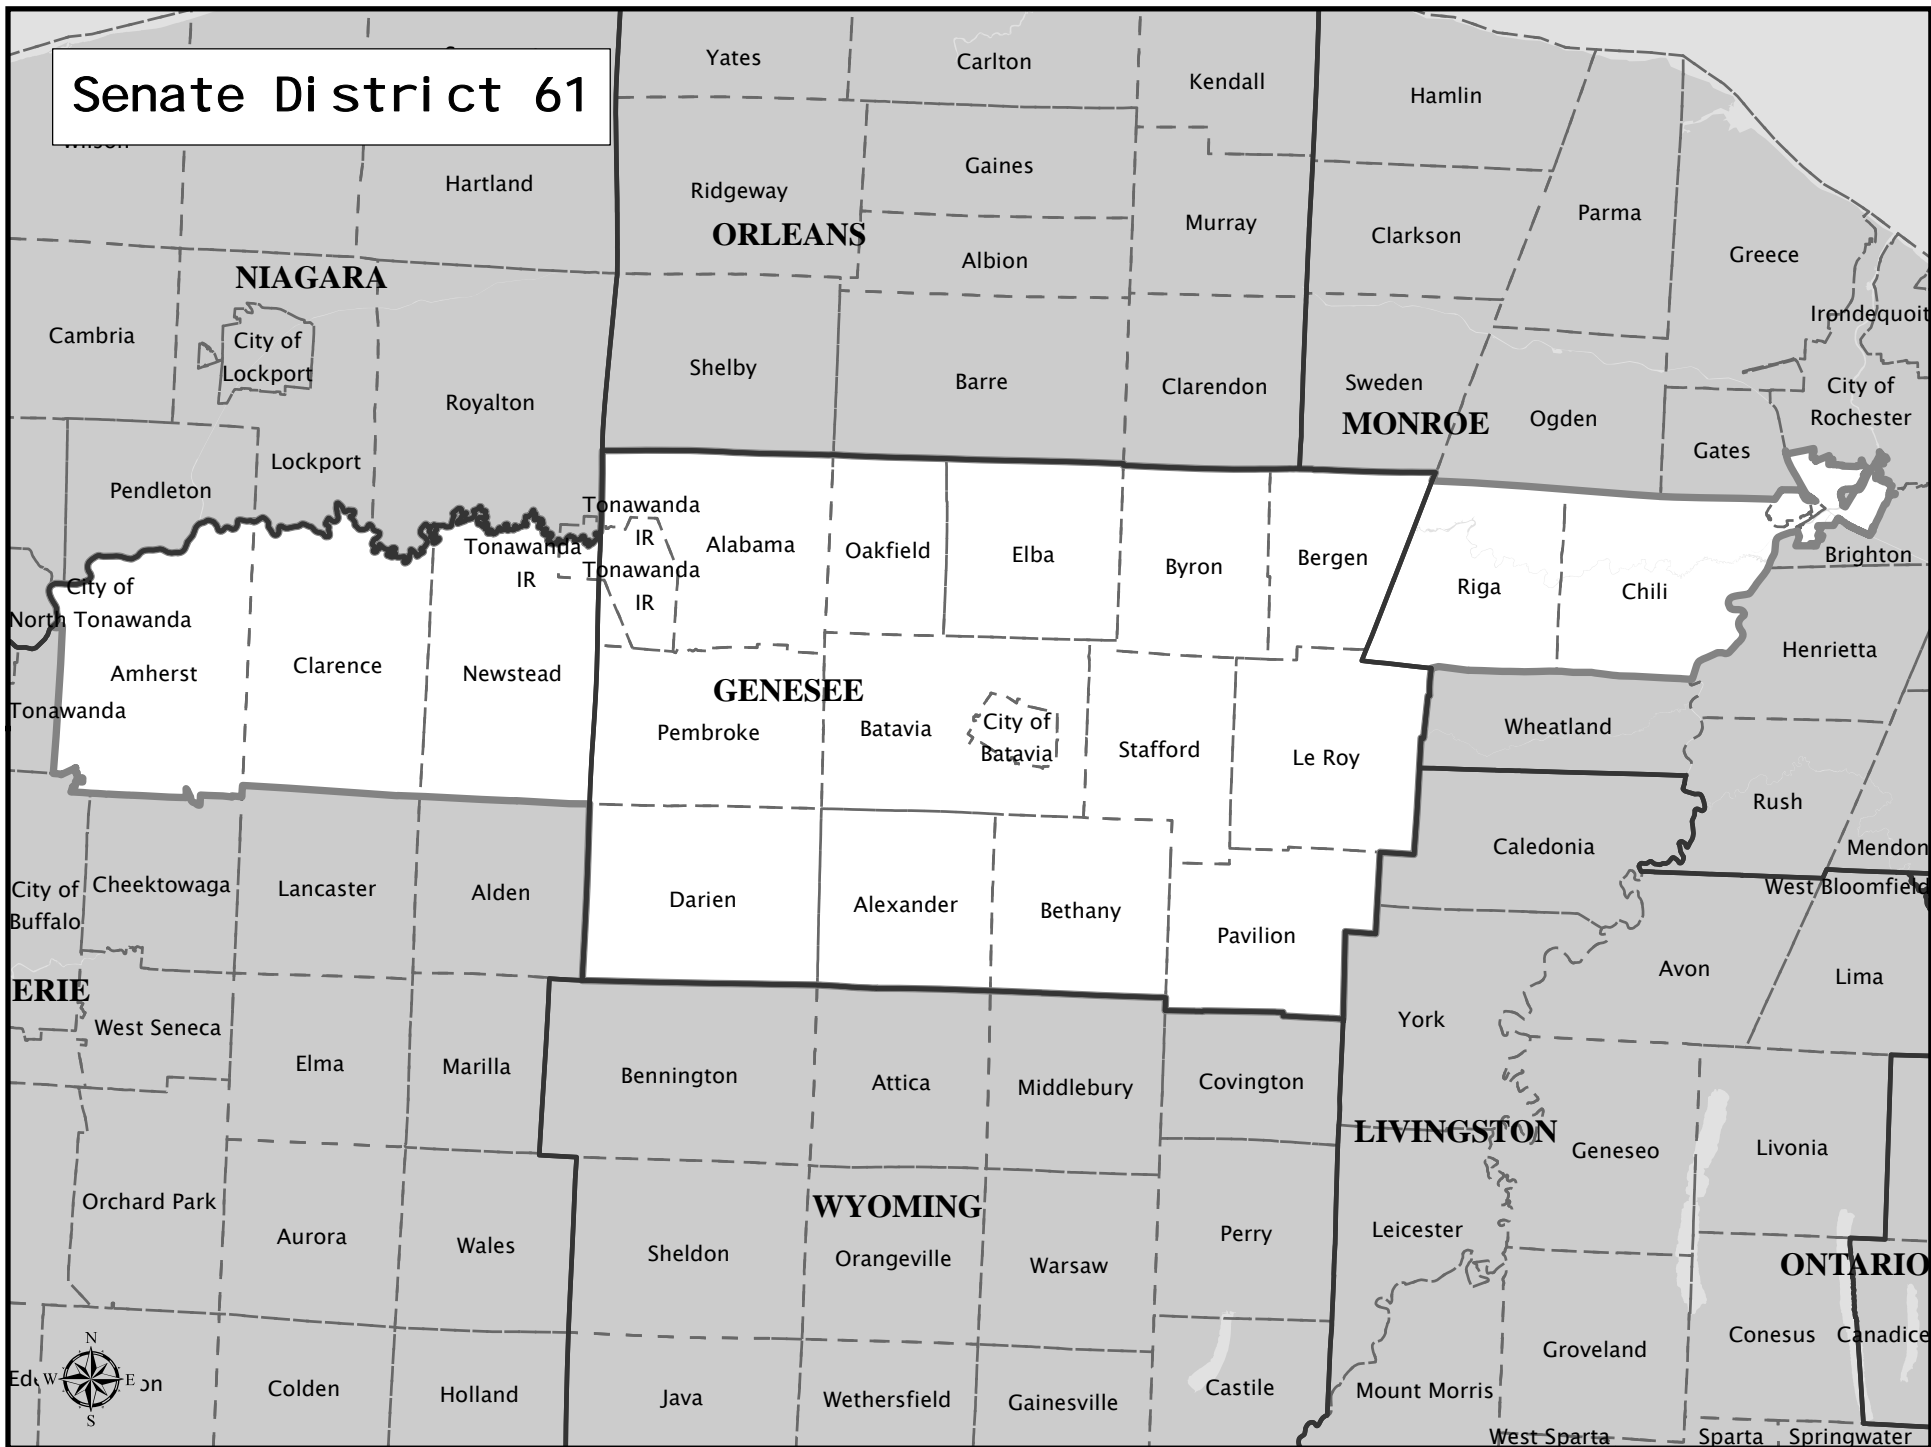 Senate District 61
Yates
Carlton
Kendall
Hamlin
Hartland
Ridgeway
Gaines
Murray
Clarkson
Parma
Greece
ORLEANS
Albion
NIAGARA
Irondequoit
Cambria
City of
Lockport
Royalton
Shelby
Barre
Clarendon
Sweden
City of
Rochester
MONROE
Ogden
Gates
Lockport
Pendleton
Tonawanda
IR
Tonawanda
IR
Tonawanda
IR
Alabama
Oakfield
Elba
Byron
Bergen
Riga
Chili
Brighton
City of
North Tonawanda
Amherst
Clarence
Newstead
Henrietta
Tonawanda
GENESEE
Pembroke
Batavia
City of
Batavia
Stafford
Le Roy
Wheatland
Rush
Caledonia
Mendon
City of
Buffalo
Cheektowaga
Lancaster
Alden
Darien
Alexander
Bethany
Pavilion
West Bloomfield
Avon
Lima
ERIE
West Seneca
York
Elma
Marilla
Bennington
Attica
Middlebury
Covington
LIVINGSTON
Geneseo
Livonia
Orchard Park
Aurora
Wales
WYOMING
Sheldon
Orangeville
Warsaw
Perry
Leicester
ONTARIO
Conesus
Canadice
Groveland
N
W
E
S
Colden
Holland
Java
Wethersfield
Gainesville
Castile
Mount Morris
West Sparta
Sparta
Springwater